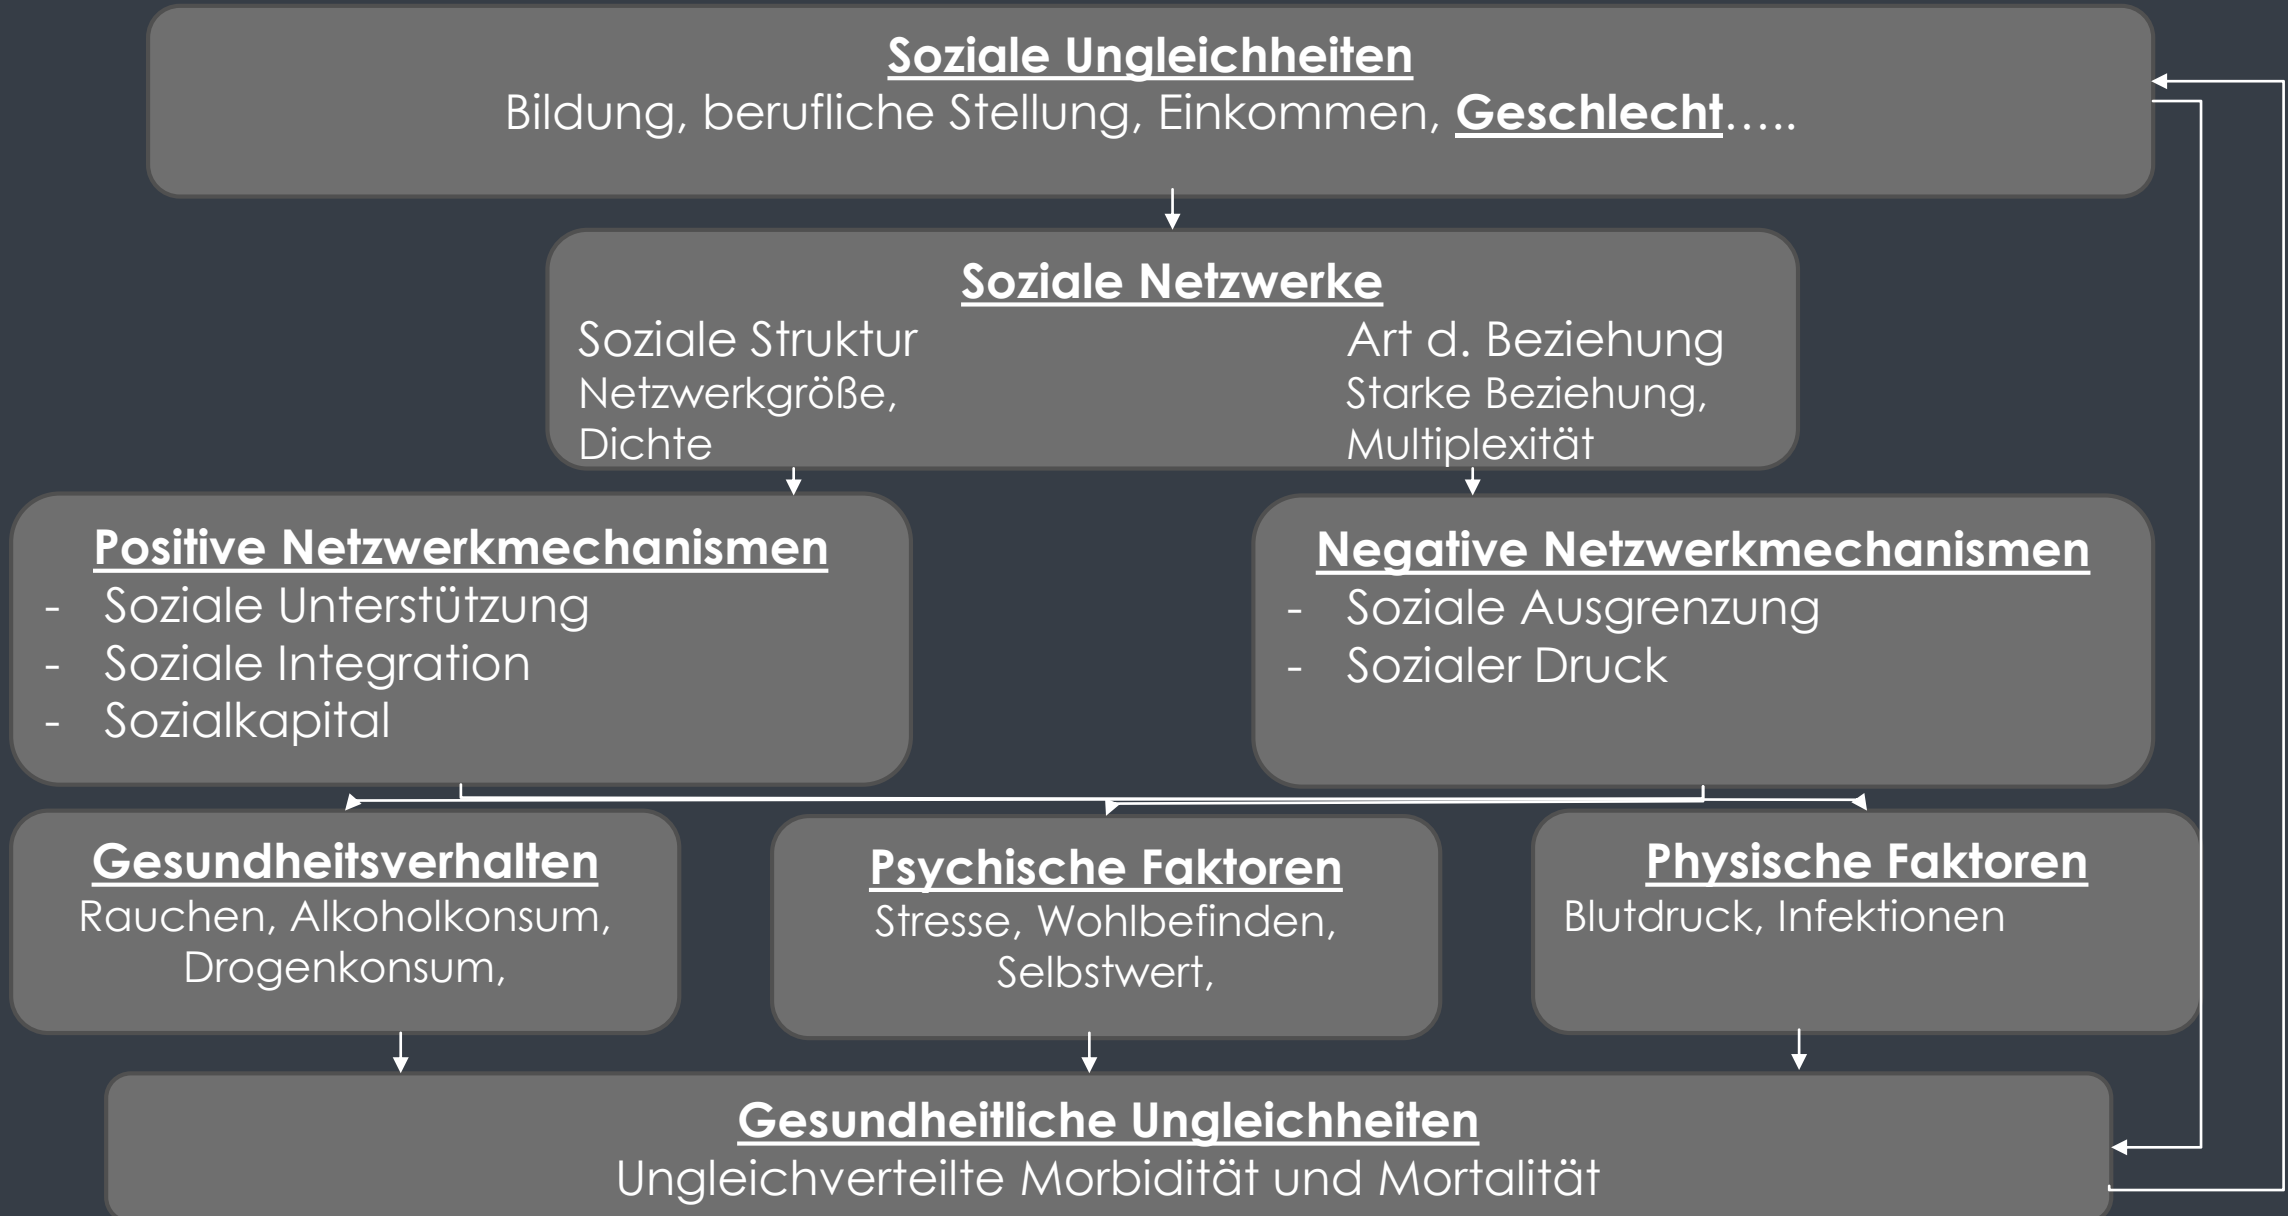 Soziale Ungleichheiten
Bildung, berufliche Stellung, Einkommen, Geschlecht.....
Soziale Netzwerke
Soziale Struktur
Netzwerkgröße,
Dichte
Art d. Beziehung
Starke Beziehung,
Multiplexität
Positive Netzwerkmechanismen
- Soziale Unterstützung
- Soziale Integration
- Sozialkapital
Negative Netzwerkmechanismen
- Soziale Ausgrenzung
- Sozialer Druck
Gesundheitsverhalten
Rauchen, Alkoholkonsum,
Drogenkonsum,
Psychische Faktoren
Stresse, Wohlbefinden,
Selbstwert,
Physische Faktoren
Blutdruck, Infektionen
Gesundheitliche Ungleichheiten
Ungleichverteilte Morbidität und Mortalität